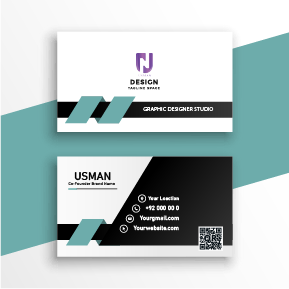 DESIGN
TAGLINE SPACE
GRAPHIC DESIGNER STUDIO
USMAN
Co-Founder Brand Name
Your Loaction
+92 000 00 0
Yourgmail.com
Yourwebsite.com